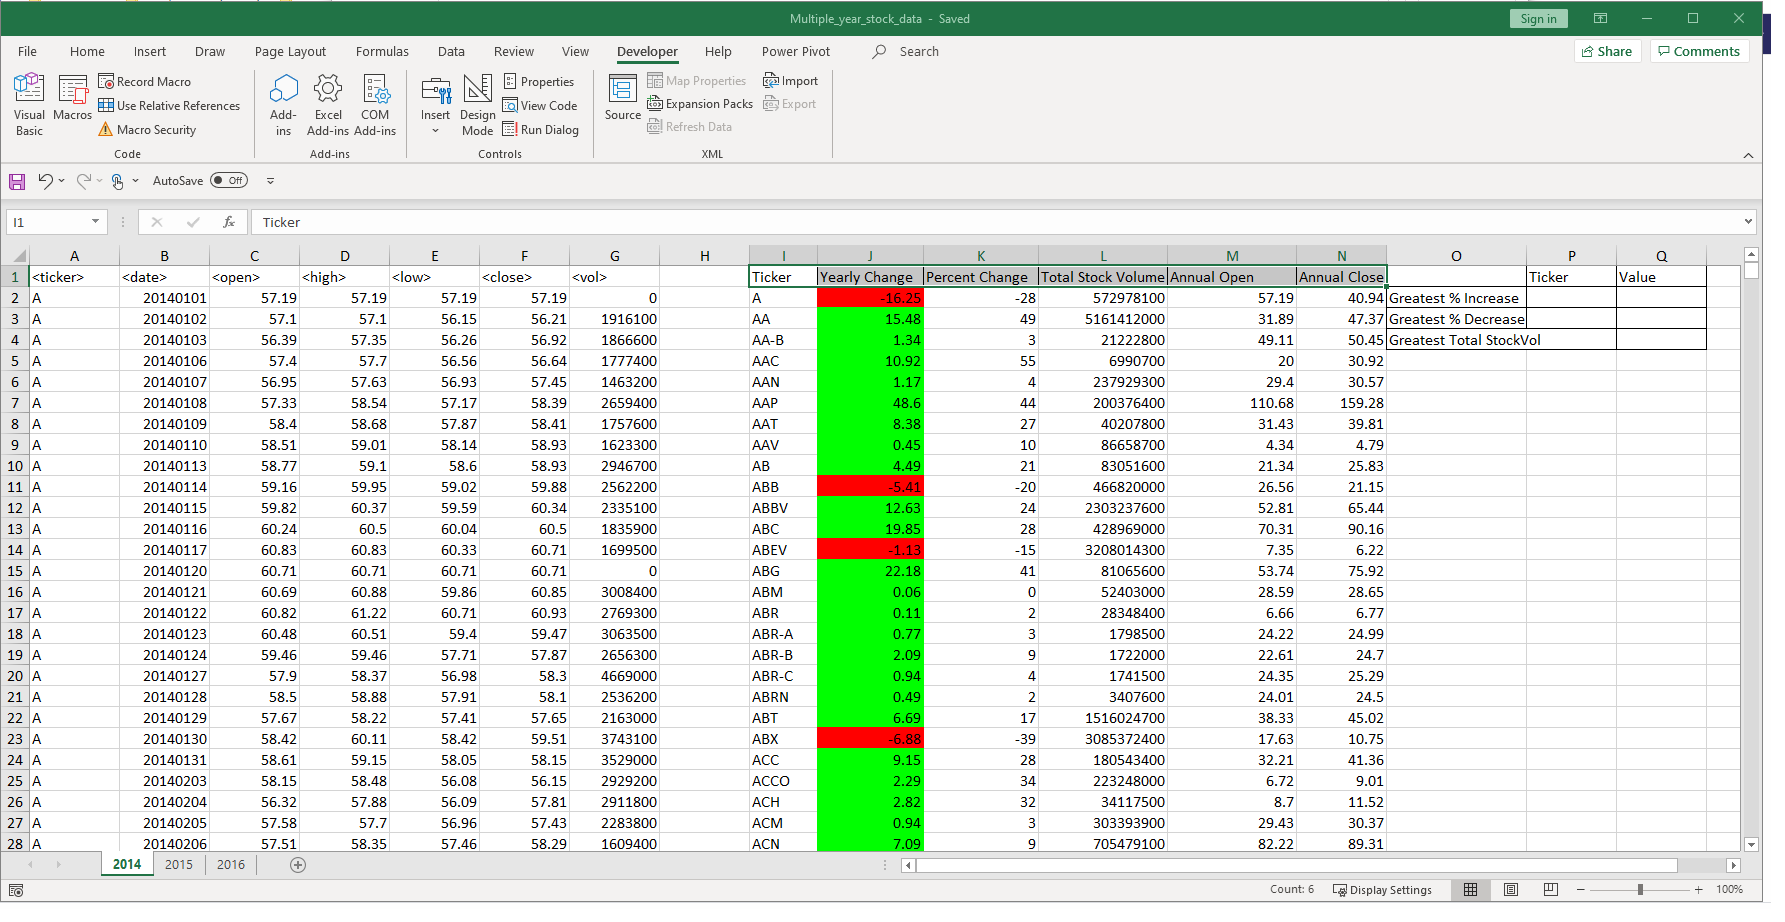 Multiple_year_stock_data - Saved
Sign in
File Home Insert Draw Page Layout Formulas Data Review View Developer Help Power Pivot Search Share Comments
Visual Basic
Macros
Record Macro
Use Relative References
Macro Security
Code
Add-ins
Excel Add-ins
COM Add-ins
Add-ins
Insert
Design Mode
Properties
View Code
Run Dialog
Controls
Source
Map Properties
Expansion Packs
Refresh Data
Import
Export
XML
AutoSave Off
I1 fx Ticker
A B C D E F G H I J K L M N O P Q
1 <ticker> <date> <open> <high> <low> <close> <vol> Ticker Yearly Change Percent Change Total Stock Volume Annual Open Annual Close Ticker Value
2 A 20140101 57.19 57.19 57.19 57.19 0 A -16.25 -28 572978100 57.19 40.94 Greatest % Increase
3 A 20140102 57.1 57.1 56.15 56.21 1916100 AA 15.48 49 5161412000 31.89 47.37 Greatest % Decrease
4 A 20140103 56.39 57.35 56.26 56.92 1866600 AA-B 1.34 3 21222800 49.11 50.45 Greatest Total StockVol
5 A 20140106 57.4 57.7 56.56 56.64 1777400 AAC 10.92 55 6990700 20 30.92
6 A 20140107 56.95 57.63 56.93 57.45 1463200 AAN 1.17 4 237929300 29.4 30.57
7 A 20140108 57.33 58.54 57.17 58.39 2659400 AAP 48.6 44 200376400 110.68 159.28
8 A 20140109 58.4 58.68 57.87 58.41 1757600 AAT 8.38 27 40207800 31.43 39.81
9 A 20140110 58.51 59.01 58.14 58.93 1623300 AAV 0.45 10 86658700 4.34 4.79
10 A 20140113 58.77 59.1 58.6 58.93 2946700 AB 4.49 21 83051600 21.34 25.83
11 A 20140114 59.16 59.95 59.02 59.88 2562200 ABB -5.41 -20 466820000 26.56 21.15
12 A 20140115 59.82 60.37 59.59 60.34 2335100 ABBV 12.63 24 2303237600 52.81 65.44
13 A 20140116 60.24 60.5 60.04 60.5 1835900 ABC 19.85 28 428969000 70.31 90.16
14 A 20140117 60.83 60.83 60.33 60.71 1699500 ABEV -1.13 -15 3208014300 7.35 6.22
15 A 20140120 60.71 60.71 60.71 60.71 0 ABG 22.18 41 81065600 53.74 75.92
16 A 20140121 60.69 60.88 59.86 60.85 3008400 ABM 0.06 0 52403000 28.59 28.65
17 A 20140122 60.82 61.22 60.71 60.93 2769300 ABR 0.11 2 28348400 6.66 6.77
18 A 20140123 60.48 60.51 59.4 59.47 3063500 ABR-A 0.77 3 1798500 24.22 24.99
19 A 20140124 59.46 59.46 57.71 57.87 2656300 ABR-B 2.09 9 1722000 22.61 24.7
20 A 20140127 57.9 58.37 56.98 58.3 4669000 ABR-C 0.94 4 1741500 24.35 25.29
21 A 20140128 58.5 58.88 57.91 58.1 2536200 ABRN 0.49 2 3407600 24.01 24.5
22 A 20140129 57.67 58.22 57.41 57.65 2163000 ABT 6.69 17 1516024700 38.33 45.02
23 A 20140130 58.42 60.11 58.42 59.51 3743100 ABX -6.88 -39 3085372400 17.63 10.75
24 A 20140131 58.61 59.15 58.05 58.15 3529000 ACC 9.15 28 180543400 32.21 41.36
25 A 20140203 58.15 58.48 56.08 56.15 2929200 ACCO 2.29 34 223248000 6.72 9.01
26 A 20140204 56.32 57.88 56.09 57.81 2911800 ACH 2.82 32 34117500 8.7 11.52
27 A 20140205 57.58 57.7 56.96 57.43 2283800 ACM 0.94 3 303393900 29.43 30.37
28 A 20140206 57.51 58.35 57.46 58.29 1609400 ACN 7.09 9 705479100 82.22 89.31
2014 2015 2016
Count: 6 Display Settings 100%